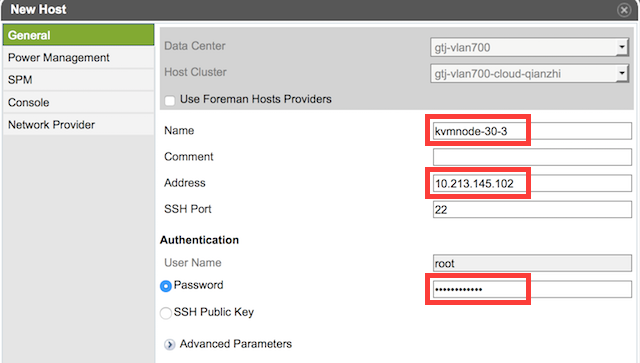 New Host
General
Power Management
SPM
Console
Network Provider
Data Center gtj-vlan700
Host Cluster gtj-vlan700-cloud-qianzhi
Use Foreman Hosts Providers
Name kvmnode-30-3
Comment
Address 10.213.145.102
SSH Port 22
Authentication
User Name root
Password ••••••••••••
SSH Public Key
Advanced Parameters